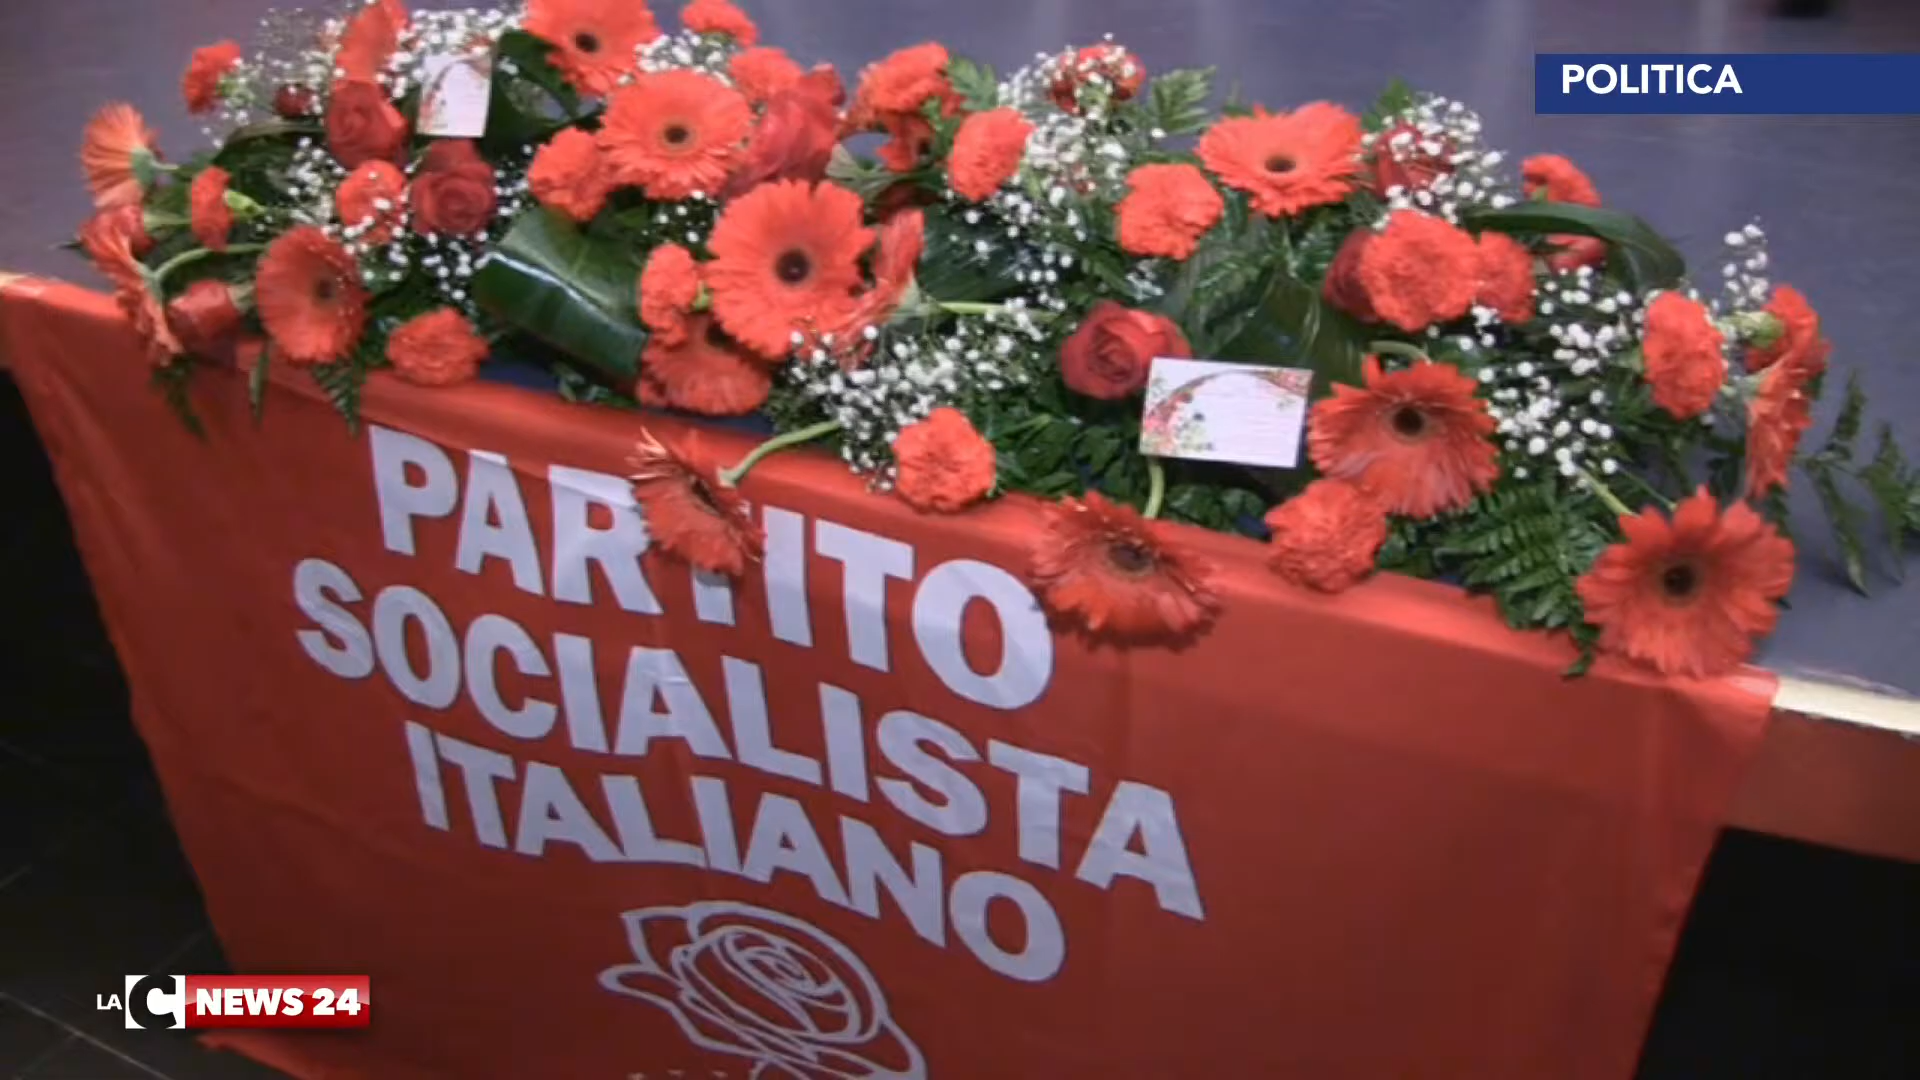 POLITICA
PARTITO
SOCIALISTA
ITALIANO
LA C NEWS 24